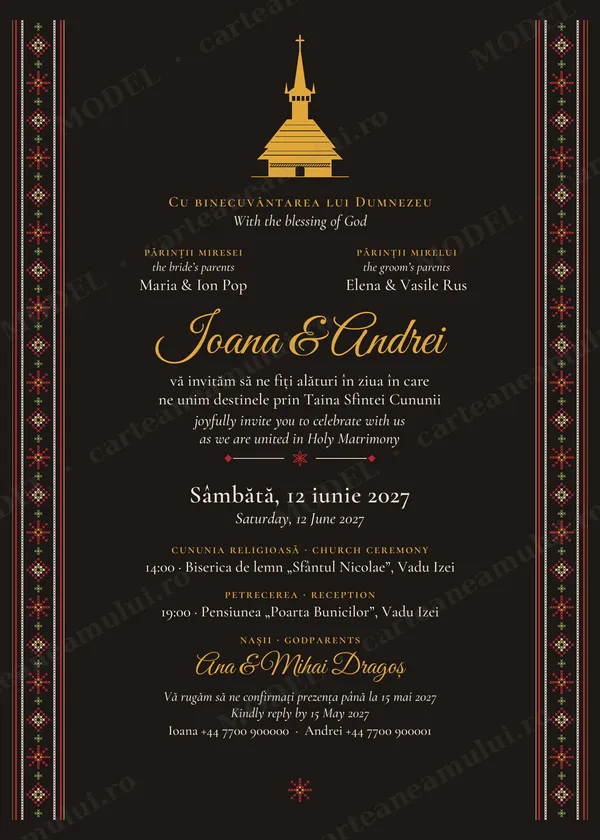 Cu binecuvântarea lui Dumnezeu
With the blessing of God
părinții miresei
the bride's parents
Maria & Ion Pop
părinții mirelui
the groom's parents
Elena & Vasile Rus
Ioana & Andrei
vă invităm să ne fiți alături în ziua în care
ne unim destinele prin Taina Sfintei Cununii
joyfully invite you to celebrate with us
as we are united in Holy Matrimony
Sâmbătă, 12 iunie 2027
Saturday, 12 June 2027
cununia religioasă · church ceremony
14:00 · Biserica de lemn „Sfântul Nicolae”, Vadu Izei
petrecerea · reception
19:00 · Pensiunea „Poarta Bunicilor”, Vadu Izei
nașii · godparents
Ana & Mihai Dragoș
Vă rugăm să ne confirmați prezența până la 15 mai 2027
Kindly reply by 15 May 2027
Ioana +44 7700 900000 · Andrei +44 7700 900001
MODEL · carteaneamului.ro